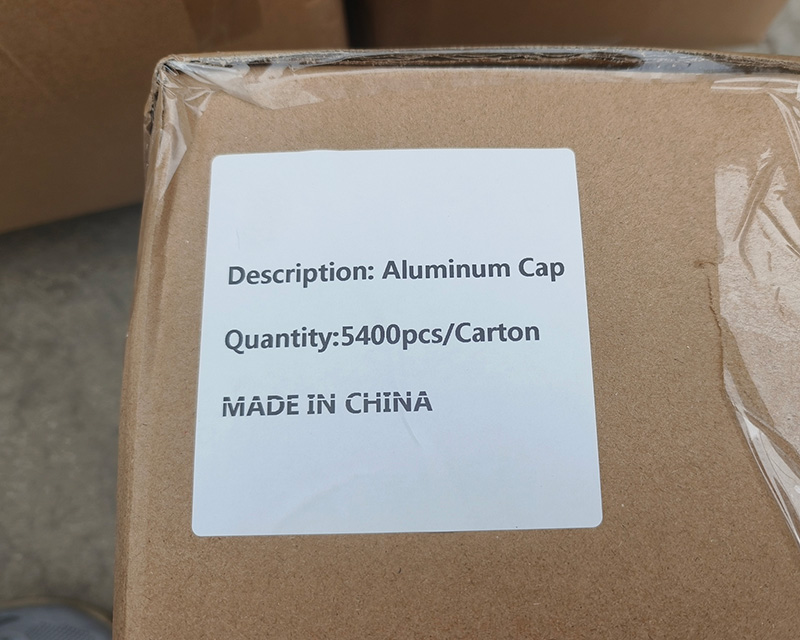 Description: Aluminum Cap
Quantity:5400pcs/Carton
MADE IN CHINA